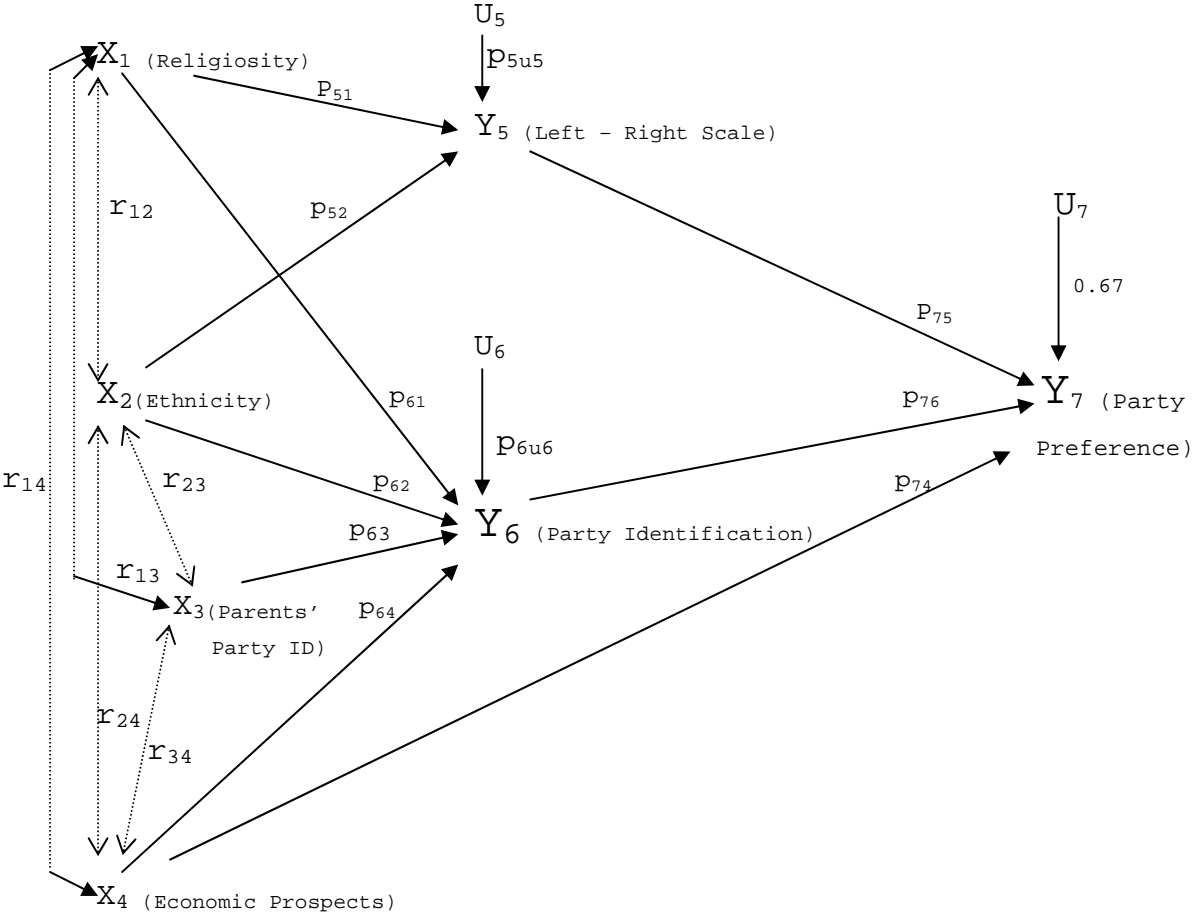 U5
p5u5
X1 (Religiosity)
P51
Y5 (Left – Right Scale)
r12
p52
U7
0.67
P75
U6
X2(Ethnicity)
p61
p76
Y7 (Party
Preference)
p6u6
r14
r23
p62
p74
p63
Y6 (Party Identification)
r13
X3(Parents’
Party ID)
p64
r24
r34
X4 (Economic Prospects)